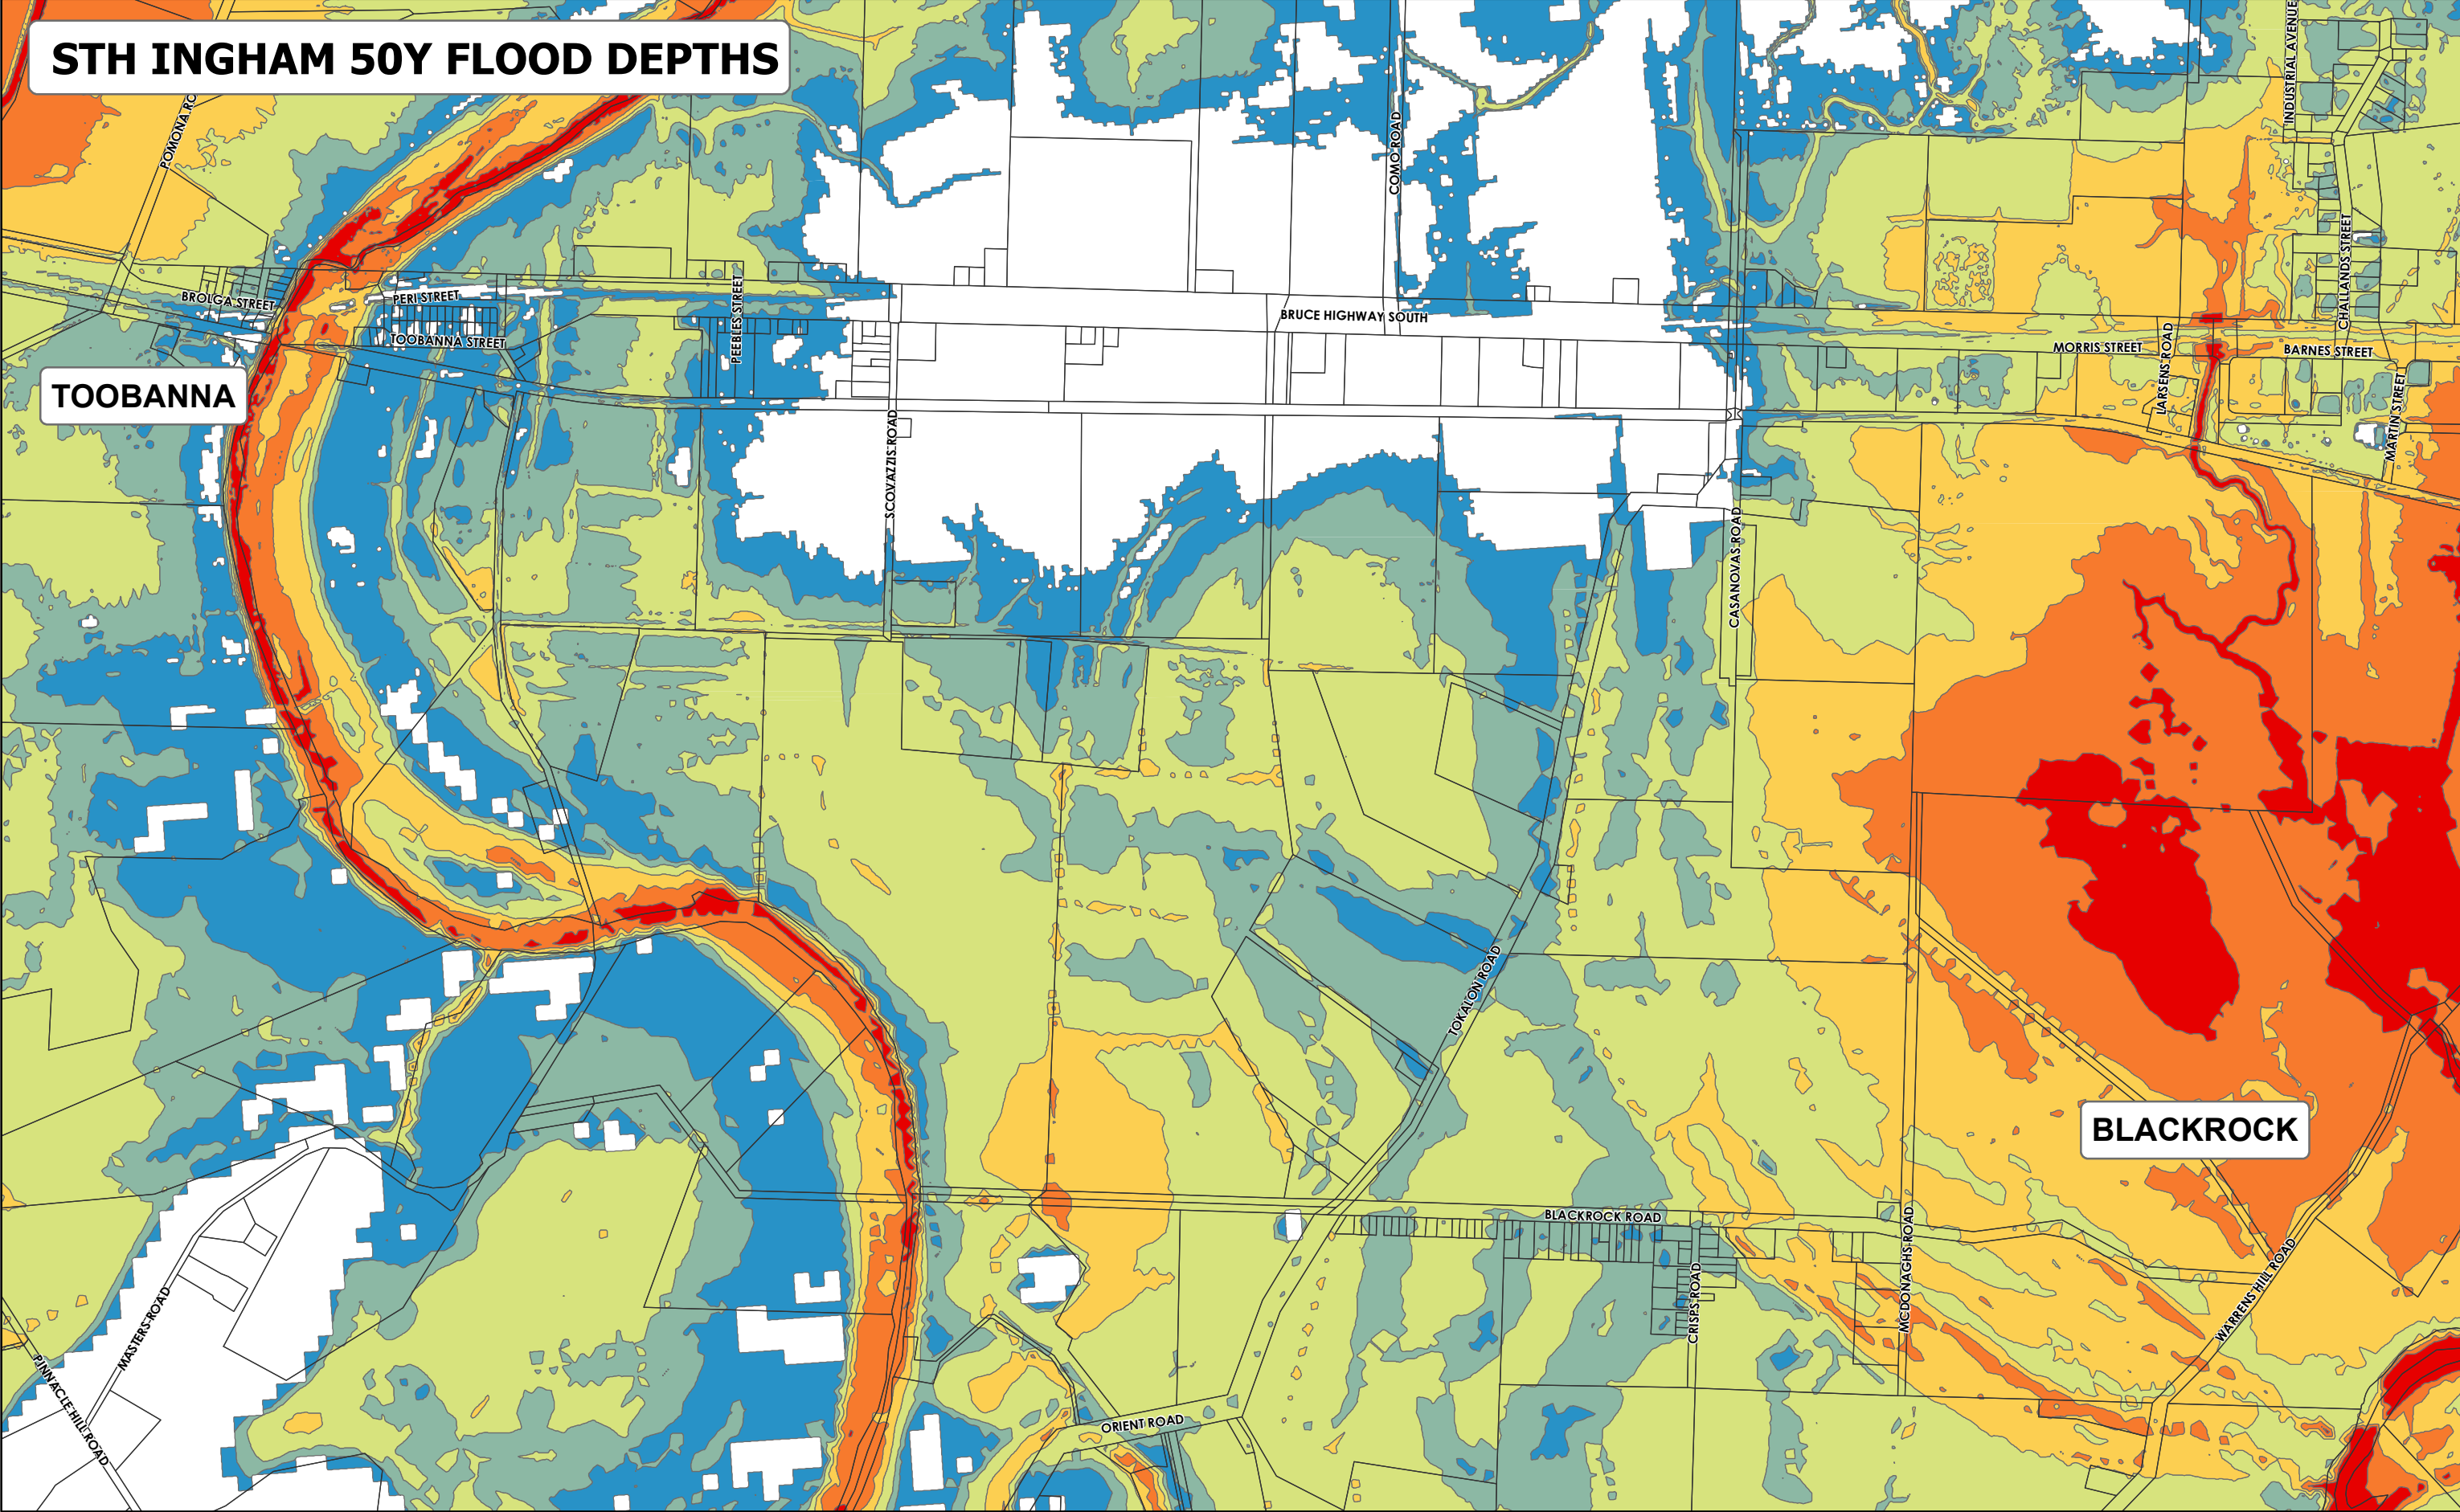 STH INGHAM 50Y FLOOD DEPTHS
POMONA RO
COMO ROAD
INDUSTRIAL AVENUE
CHALLANDS STREET
BROLGA STREET
PERI STREET
TOOBANNA STREET
PEEBLES STREET
BRUCE HIGHWAY SOUTH
MORRIS STREET
LARSENS ROAD
BARNES STREET
MARTIN STREET
TOOBANNA
SCOVAZZIS ROAD
CASANOVAS ROAD
TOKALON ROAD
BLACKROCK
BLACKROCK ROAD
CRISPS ROAD
MCDONAGHS ROAD
WARRENS HILL ROAD
MASTERS ROAD
PINNACLE HILL ROAD
ORIENT ROAD